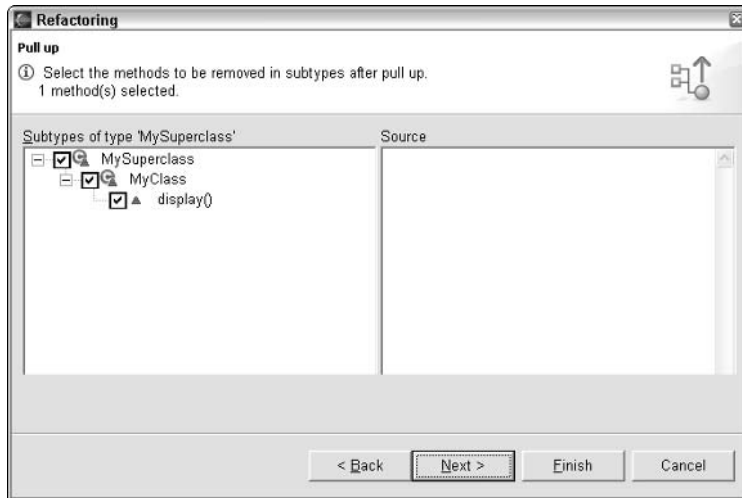 Refactoring
Pull up
Select the methods to be removed in subtypes after pull up.
1 method(s) selected.
Subtypes of type 'MySuperclass'
Source
MySuperclass
MyClass
display()
< Back
Next >
Finish
Cancel